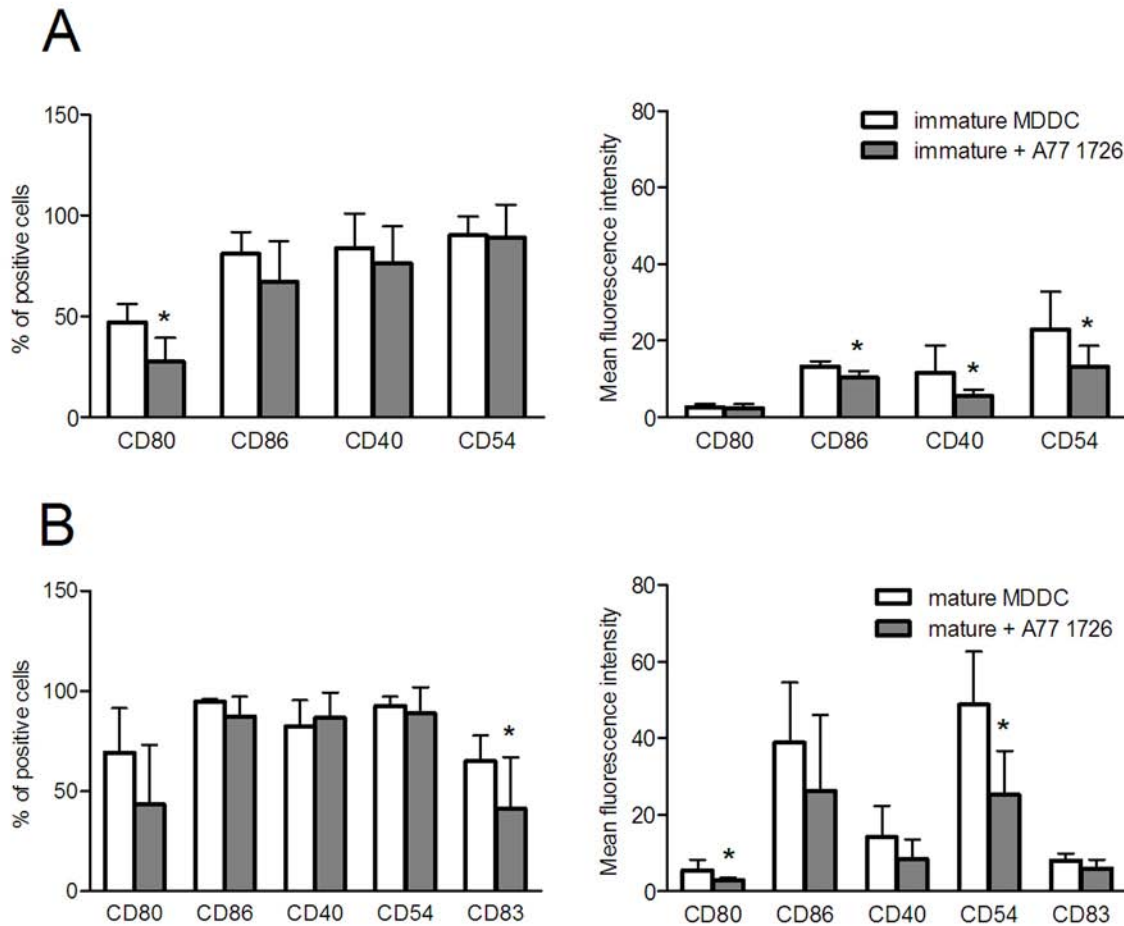 A
% of positive cells
150
100
50
0
*
CD80 CD86 CD40 CD54
Mean fluorescence intensity
80
60
40
20
0
immature MDDC
immature + A77 1726
* * *
CD80 CD86 CD40 CD54
B
% of positive cells
150
100
50
0
*
CD80 CD86 CD40 CD54 CD83
Mean fluorescence intensity
80
60
40
20
0
mature MDDC
mature + A77 1726
* *
CD80 CD86 CD40 CD54 CD83